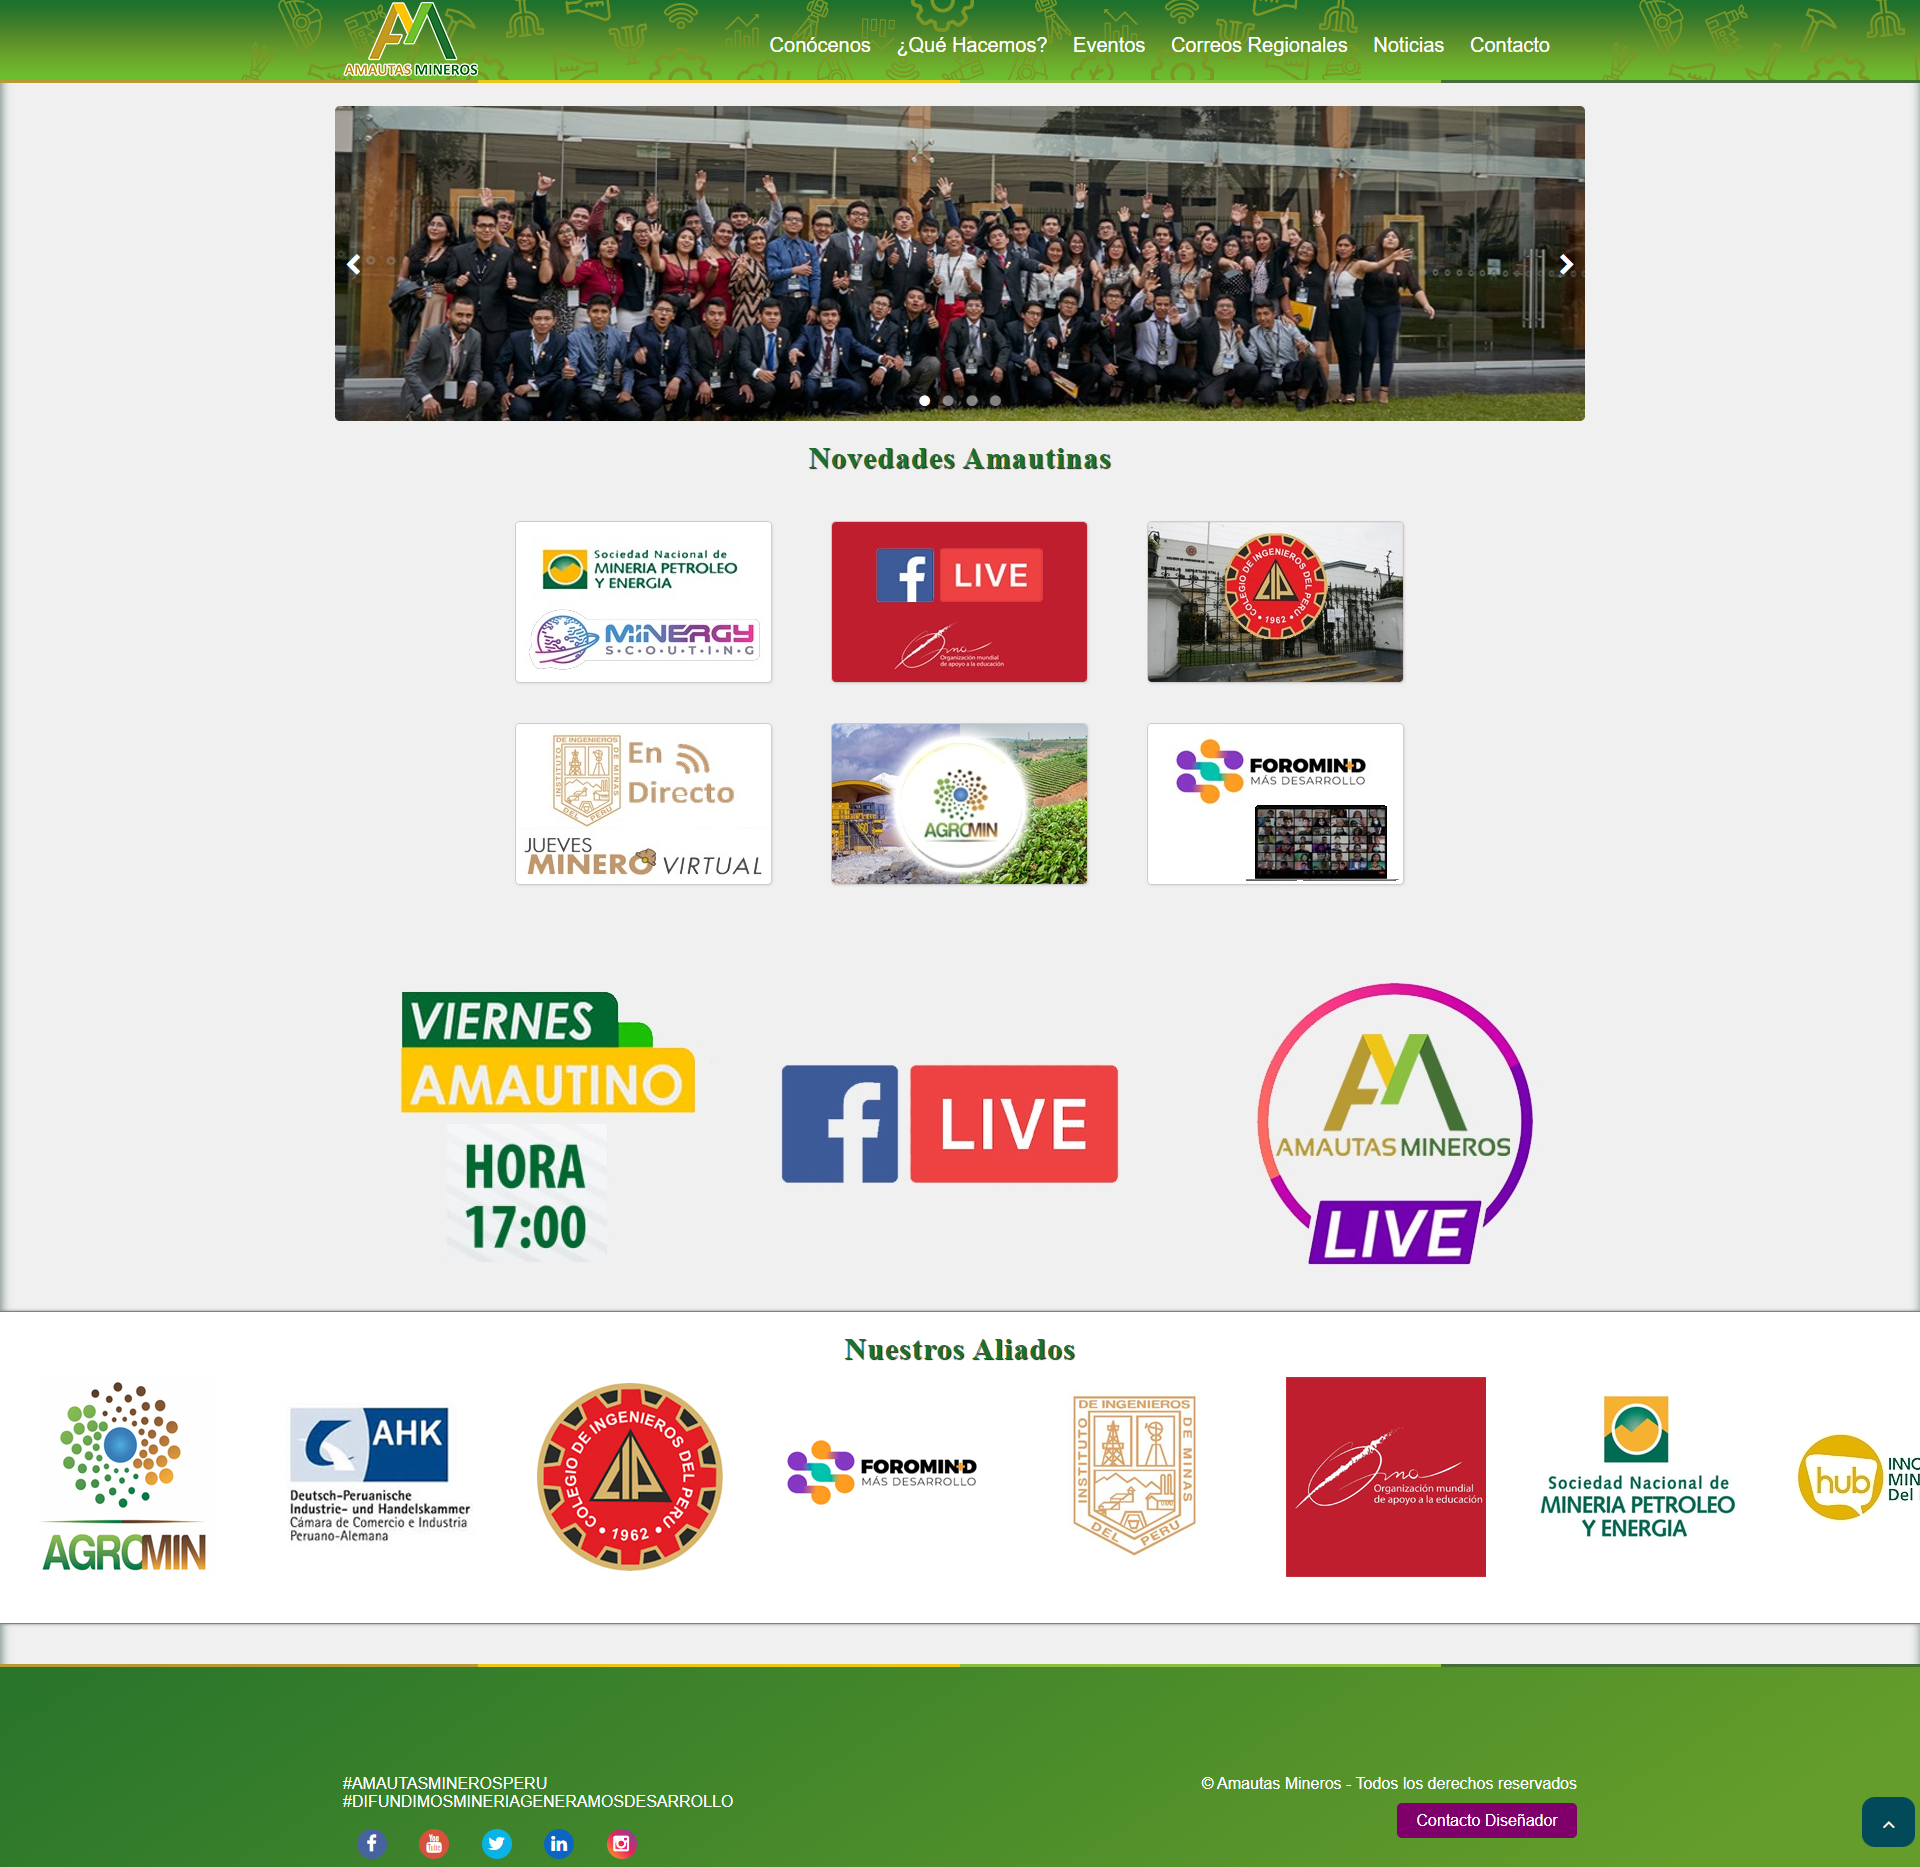 AMAUTAS MINEROS
Conócenos
¿Qué Hacemos?
Eventos
Correos Regionales
Noticias
Contacto
Novedades Amautinas
Sociedad Nacional de
MINERIA PETROLEO
Y ENERGIA
MINERGY
S·C·O·U·T·I·N·G
f LIVE
Organización mundial
de apoyo a la educación
COLEGIO DE INGENIEROS DEL PERU
1962
INSTITUTO DE INGENIEROS DE MINAS DEL PERU
En
Directo
JUEVES
MINERO VIRTUAL
AGROMIN
FOROMIND
MÁS DESARROLLO
VIERNES
AMAUTINO
HORA
17:00
f LIVE
AMAUTAS MINEROS
LIVE
Nuestros Aliados
AGROMIN
AHK
Deutsch-Peruanische
Industrie- und Handelskammer
Cámara de Comercio e Industria
Peruano-Alemana
COLEGIO DE INGENIEROS DEL PERU
1962
FOROMIND
MÁS DESARROLLO
INSTITUTO DE INGENIEROS DE MINAS DEL PERU
Organización mundial
de apoyo a la educación
Sociedad Nacional de
MINERIA PETROLEO
Y ENERGIA
hub
INNO
MIN
Del
#AMAUTASMINEROSPERU
#DIFUNDIMOSMINERIAGENERAMOSDESARROLLO
© Amautas Mineros - Todos los derechos reservados
Contacto Diseñador